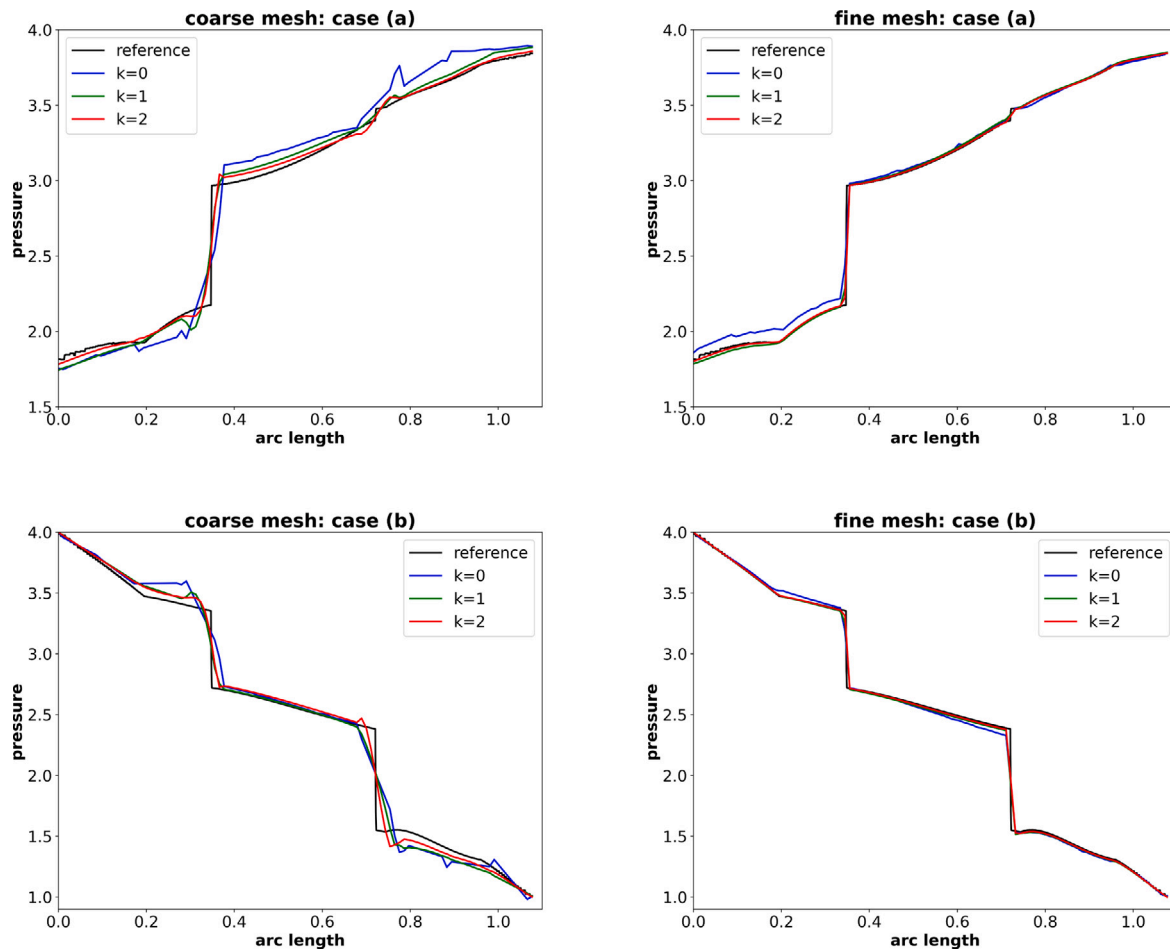 coarse mesh: case (a)
4.0
3.5
3.0
2.5
2.0
1.5
pressure
reference
k=0
k=1
k=2
0.0 0.2 0.4 0.6 0.8 1.0
arc length
fine mesh: case (a)
4.0
3.5
3.0
2.5
2.0
1.5
pressure
reference
k=0
k=1
k=2
0.0 0.2 0.4 0.6 0.8 1.0
arc length
coarse mesh: case (b)
4.0
3.5
3.0
2.5
2.0
1.5
1.0
pressure
reference
k=0
k=1
k=2
0.0 0.2 0.4 0.6 0.8 1.0
arc length
fine mesh: case (b)
4.0
3.5
3.0
2.5
2.0
1.5
1.0
pressure
reference
k=0
k=1
k=2
0.0 0.2 0.4 0.6 0.8 1.0
arc length